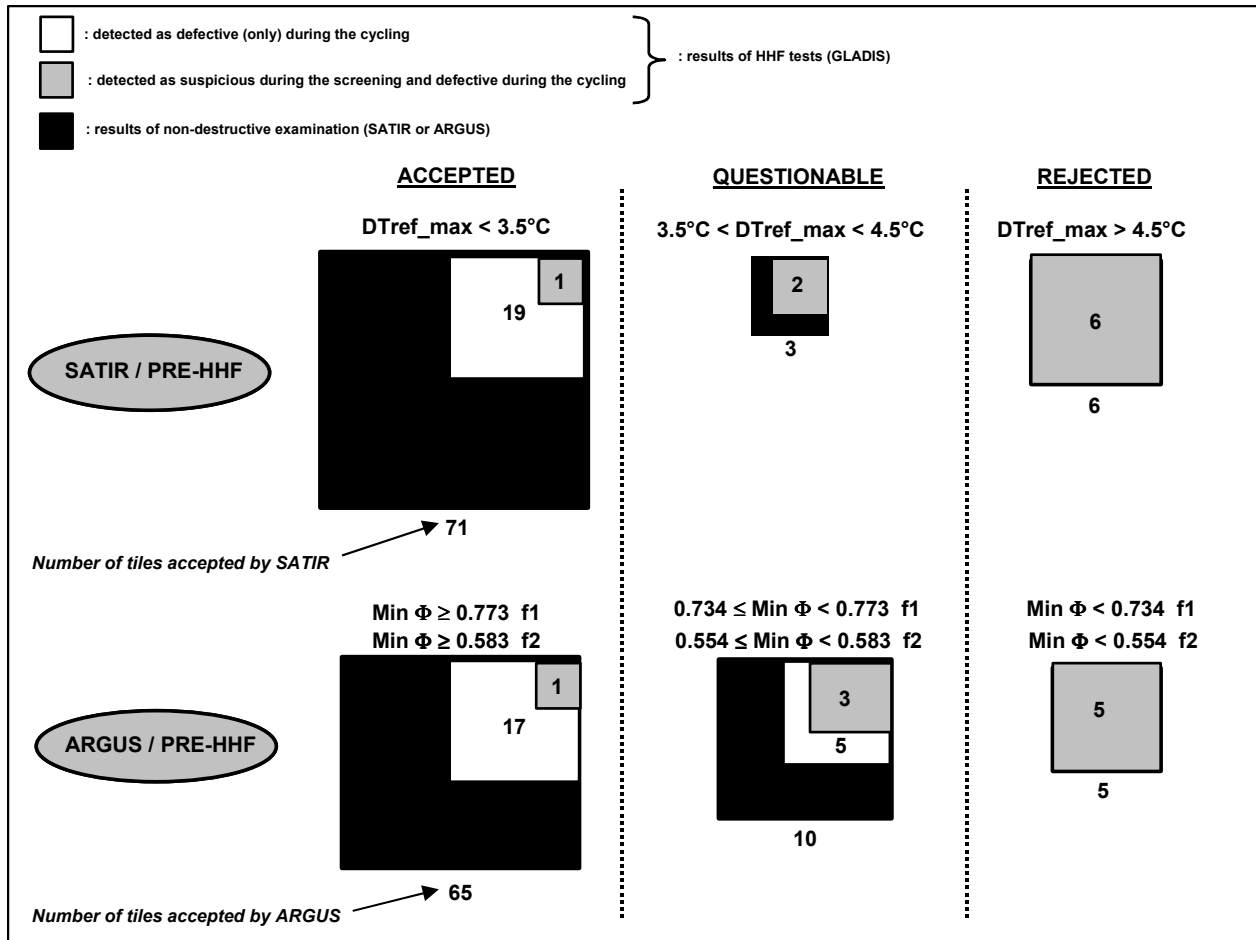 : detected as defective (only) during the cycling
: results of HHF tests (GLADIS)
: detected as suspicious during the screening and defective during the cycling
: results of non-destructive examination (SATIR or ARGUS)
ACCEPTED
QUESTIONABLE
REJECTED
DTref_max < 3.5°C
3.5°C < DTref_max < 4.5°C
DTref_max > 4.5°C
1
19
2
3
6
6
SATIR / PRE-HHF
71
Number of tiles accepted by SATIR
Min Φ ≥ 0.773 f1
Min Φ ≥ 0.583 f2
0.734 ≤ Min Φ < 0.773 f1
0.554 ≤ Min Φ < 0.583 f2
Min Φ < 0.734 f1
Min Φ < 0.554 f2
1
17
3
5
5
5
ARGUS / PRE-HHF
10
65
Number of tiles accepted by ARGUS